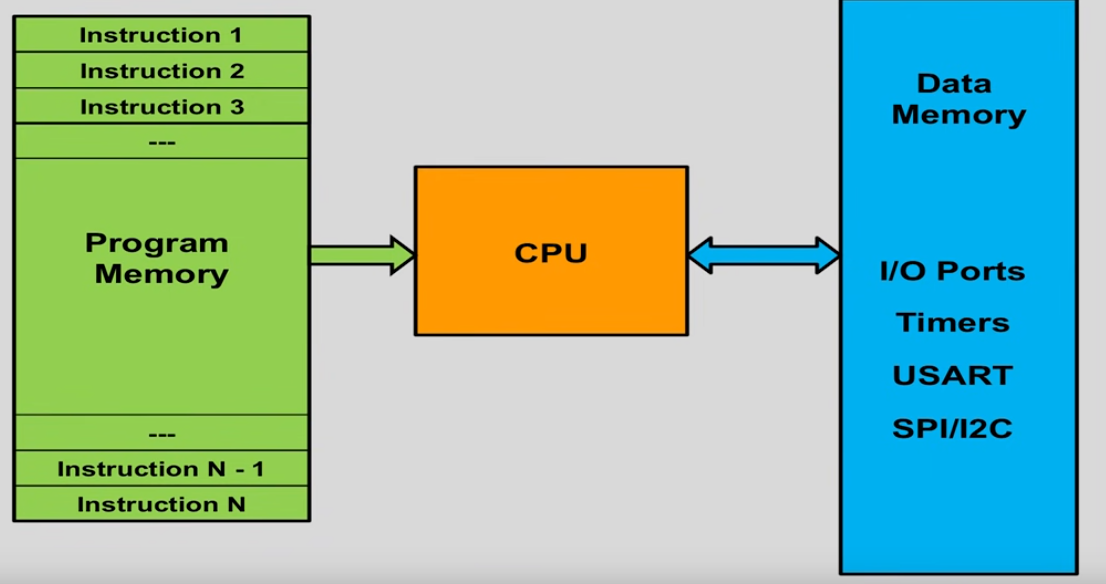 Instruction 1
Instruction 2
Instruction 3
---
Program
Memory
---
Instruction N - 1
Instruction N
CPU
Data
Memory
I/O Ports
Timers
USART
SPI/I2C